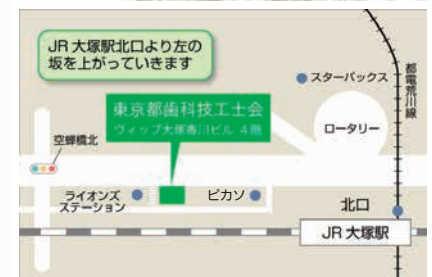 JR 大塚駅北口より左の
坂を上がっていきます
都電荒川線
スターバックス
東京都歯科技工士会
ヴィップ大塚香川ビル 4階
ロータリー
空蝉橋北
ライオンズ
ステーション
ピカソ
北口
JR 大塚駅